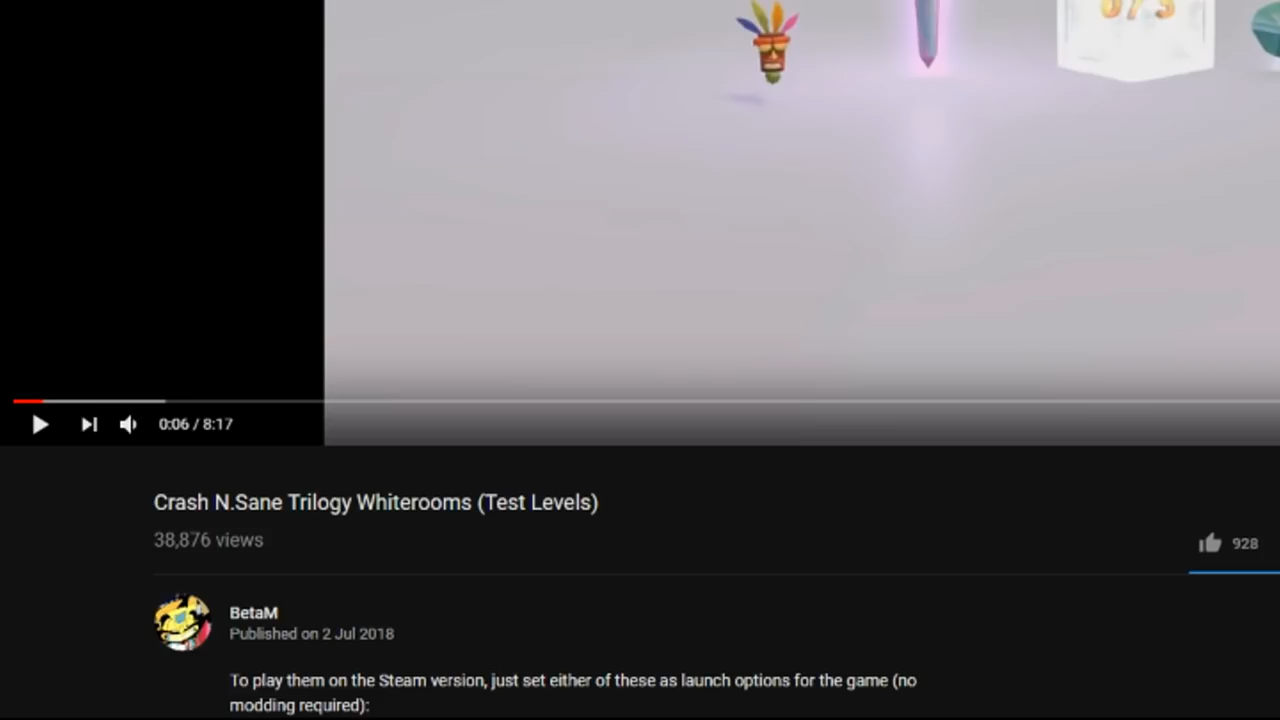 0:06 / 8:17
Crash N.Sane Trilogy Whiterooms (Test Levels)
38,876 views
928
BetaM
Published on 2 Jul 2018
To play them on the Steam version, just set either of these as launch options for the game (no
modding required):